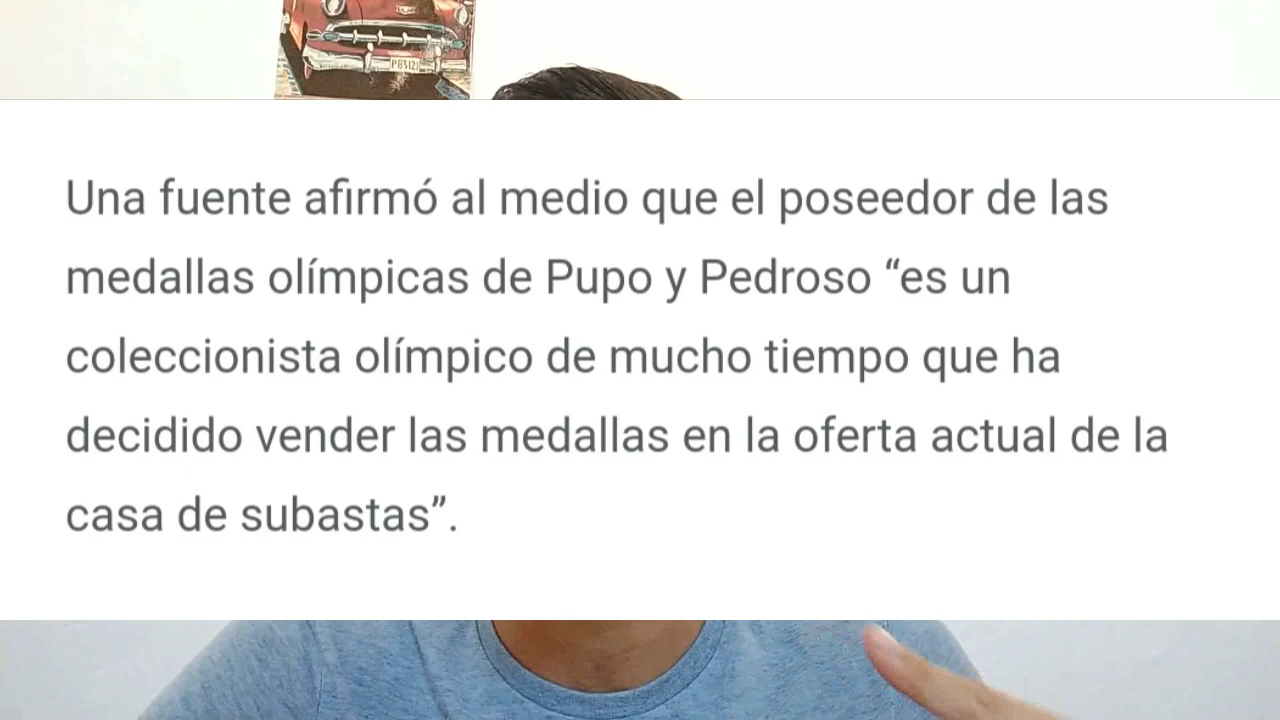 P83121
Una fuente afirmó al medio que el poseedor de las
medallas olímpicas de Pupo y Pedroso “es un
coleccionista olímpico de mucho tiempo que ha
decidido vender las medallas en la oferta actual de la
casa de subastas”.